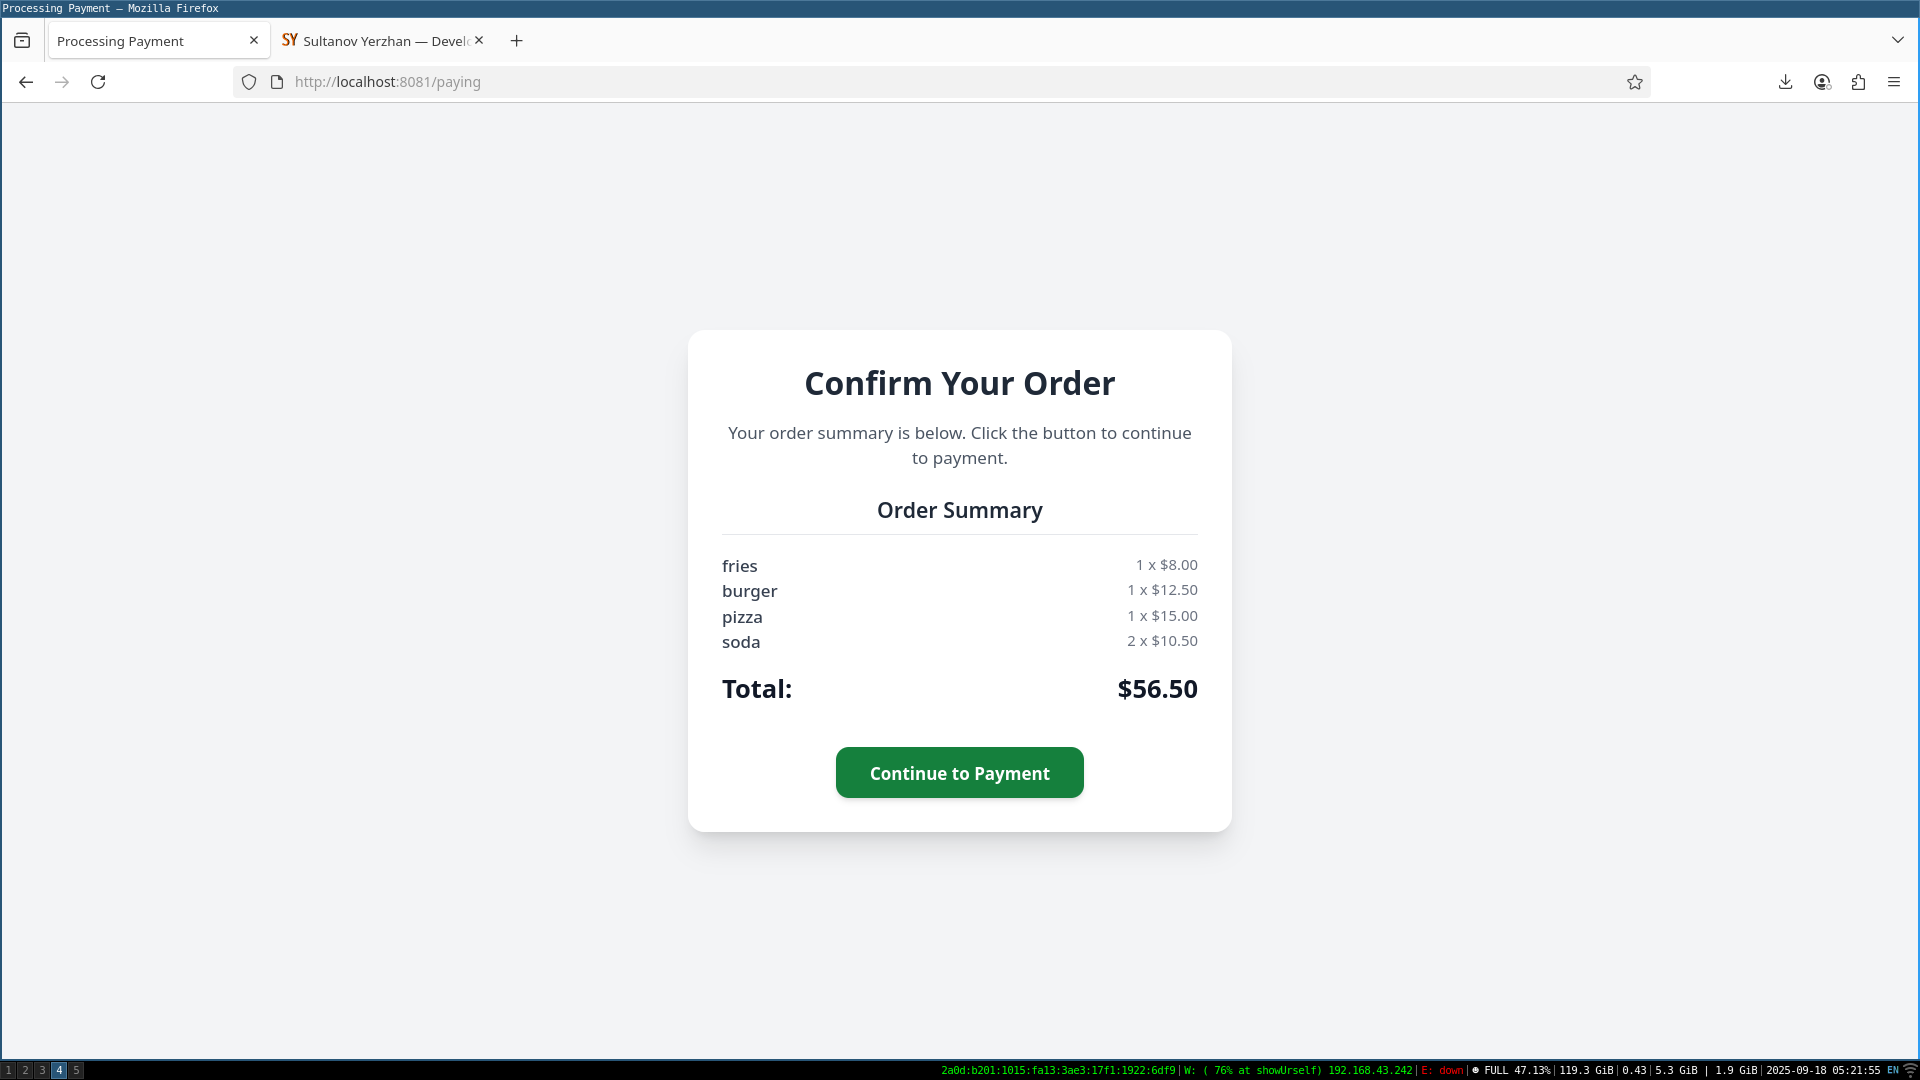 Processing Payment — Mozilla Firefox
Processing Payment
SY Sultanov Yerzhan — Devel
http://localhost:8081/paying
Confirm Your Order
Your order summary is below. Click the button to continue
to payment.
Order Summary
fries 1 x $8.00
burger 1 x $12.50
pizza 1 x $15.00
soda 2 x $10.50
Total: $56.50
Continue to Payment
1 2 3 4 5 2a0d:b201:1015:fa13:3ae3:17f1:1922:6df9|W: ( 76% at showUrself) 192.168.43.242|E: down|☻ FULL 47.13%|119.3 GiB|0.43|5.3 GiB | 1.9 GiB|2025-09-18 05:21:55 EN